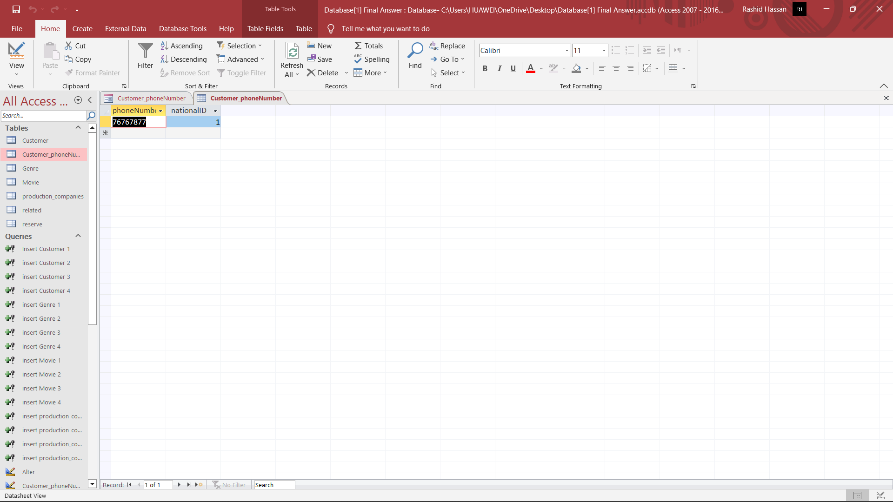 Table Tools
Database[1] Final Answer : Database- C:\Users\HUAWEI\OneDrive\Desktop\Database[1] Final Answer.accdb (Access 2007 - 2016...
Rashid Hassan
File Home Create External Data Database Tools Help Table Fields Table Tell me what you want to do
View
Views
Paste
Cut
Copy
Format Painter
Clipboard
Filter
Ascending
Descending
Remove Sort
Selection
Advanced
Toggle Filter
Sort & Filter
Refresh
All
New
Save
Delete
Totals
Spelling
More
Records
Find
Replace
Go To
Select
Find
Calibri 11
B I U A
Text Formatting
All Access ...
Search...
Tables
Customer
Customer_phoneNu...
Genre
Movie
production_companies
related
reserve
Queries
insert Customer 1
insert Customer 2
insert Customer 3
insert Customer 4
insert Genre 1
insert Genre 2
insert Genre 3
insert Genre 4
insert Movie 1
insert Movie 2
insert Movie 3
insert Movie 4
insert production_co...
insert production_co...
insert production_co...
insert production_co...
Alter
Customer_phoneNu...
Customer_phoneNumber Customer_phoneNumber
phoneNumb nationalID
76767877 1
Record: 1 of 1 No Filter Search
Datasheet View